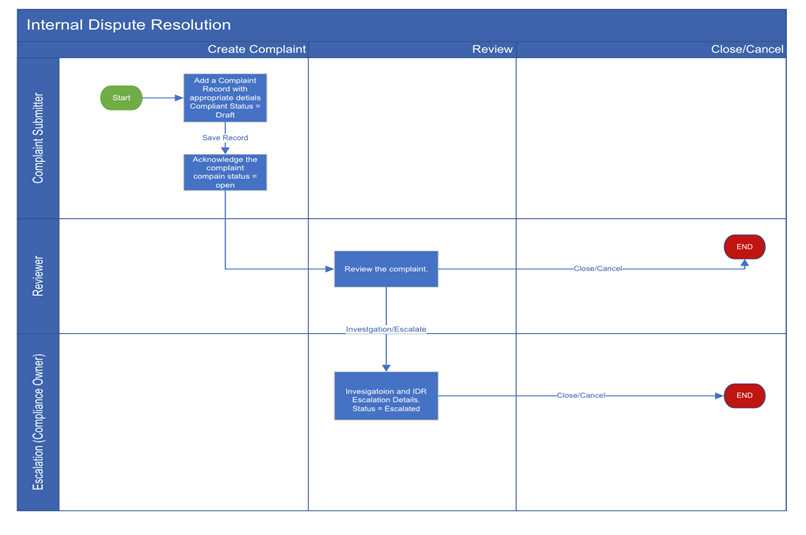 Internal Dispute Resolution
Create Complaint
Review
Close/Cancel
Complaint Submitter
Start
Add a Complaint
Record with
appropriate detials
Compliant Status =
Draft
Save Record
Acknowledge the
complaint
compain status =
open
Reviewer
Review the complaint.
Close/Cancel
END
Investgation/Escalate
Escalation (Compliance Owner)
Invesigatoion and IDR
Escalation Details.
Status = Escalated
Close/Cancel
END